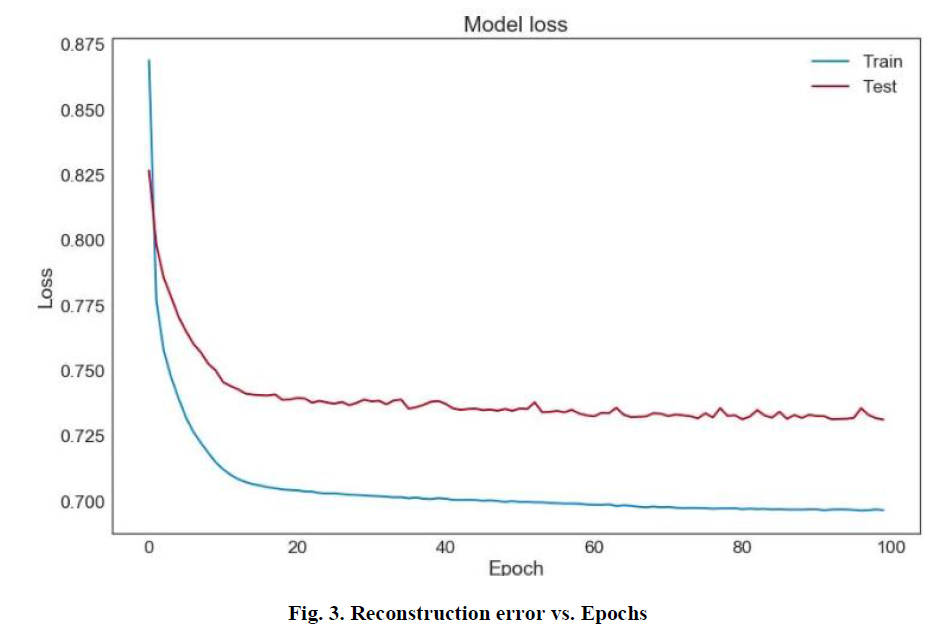 Model loss
0.875
0.850
0.825
0.800
0.775
0.750
0.725
0.700
Loss
Train
Test
0 20 40 60 80 100
Epoch
Fig. 3. Reconstruction error vs. Epochs